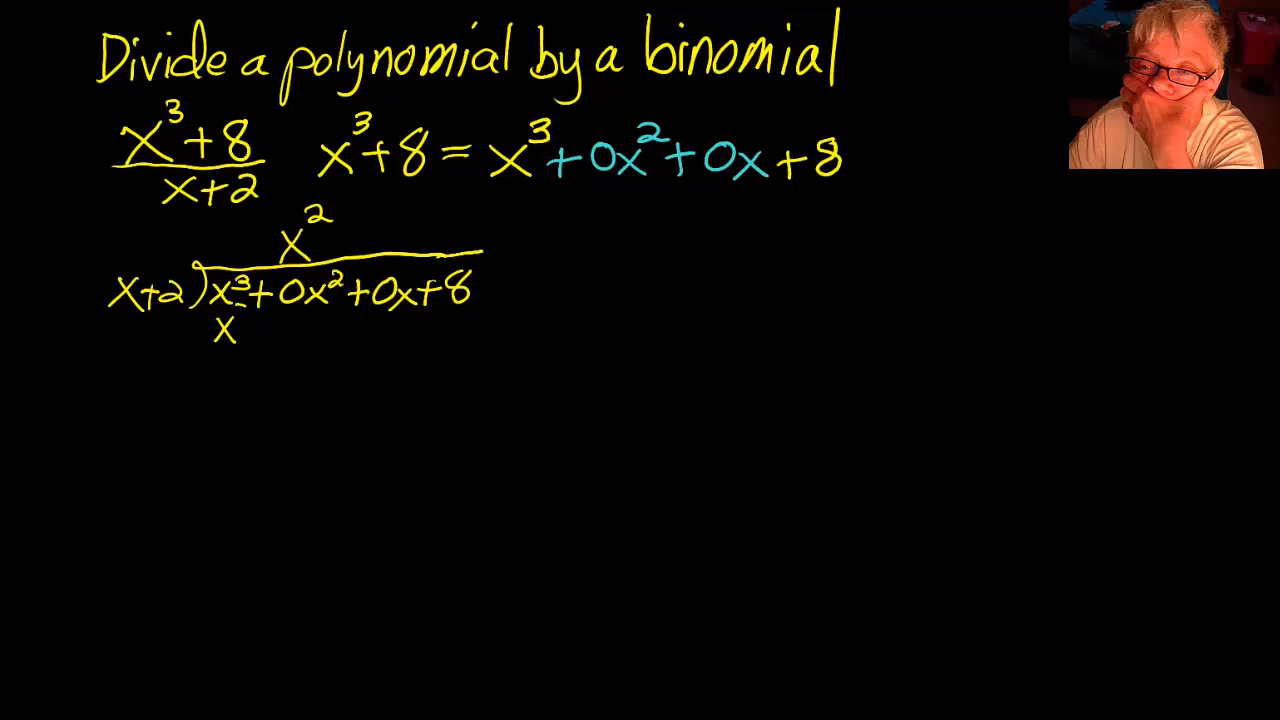 Divide a polynomial by a binomial
x³+8 / x+2   x³+8 = x³+0x²+0x+8
x²
x+2)x³+0x²+0x+8
x